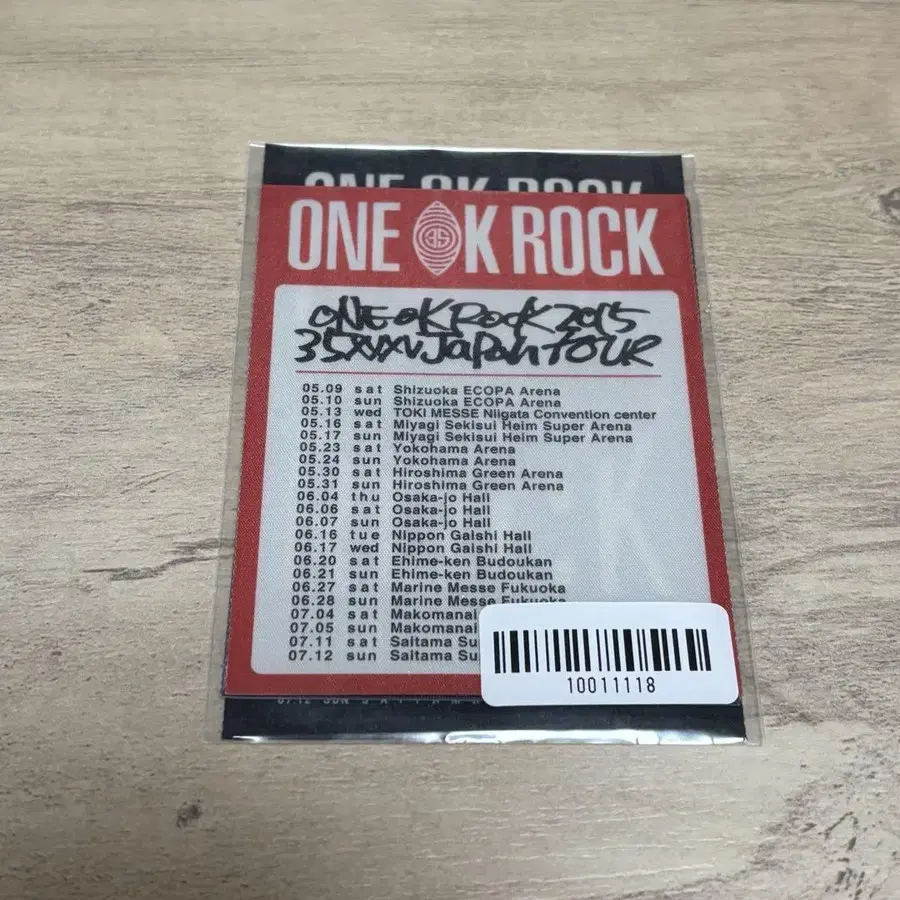 ONE OK ROCK
ONE OK ROCK
ONE OK ROCK 2015
35xxxv Japan TOUR
05.09 sat Shizuoka ECOPA Arena
05.10 sun Shizuoka ECOPA Arena
05.13 wed TOKI MESSE Niigata Convention center
05.16 sat Miyagi Sekisui Heim Super Arena
05.17 sun Miyagi Sekisui Heim Super Arena
05.23 sat Yokohama Arena
05.24 sun Yokohama Arena
05.30 sat Hiroshima Green Arena
05.31 sun Hiroshima Green Arena
06.04 thu Osaka-jo Hall
06.06 sat Osaka-jo Hall
06.07 sun Osaka-jo Hall
06.16 tue Nippon Gaishi Hall
06.17 wed Nippon Gaishi Hall
06.20 sat Ehime-ken Budoukan
06.21 sun Ehime-ken Budoukan
06.27 sat Marine Messe Fukuoka
06.28 sun Marine Messe Fukuoka
07.04 sat Makomanai
07.05 sun Makomanai
07.11 sat Saitama Su
07.12 sun Saitama Su
10011118
07.12 SUN